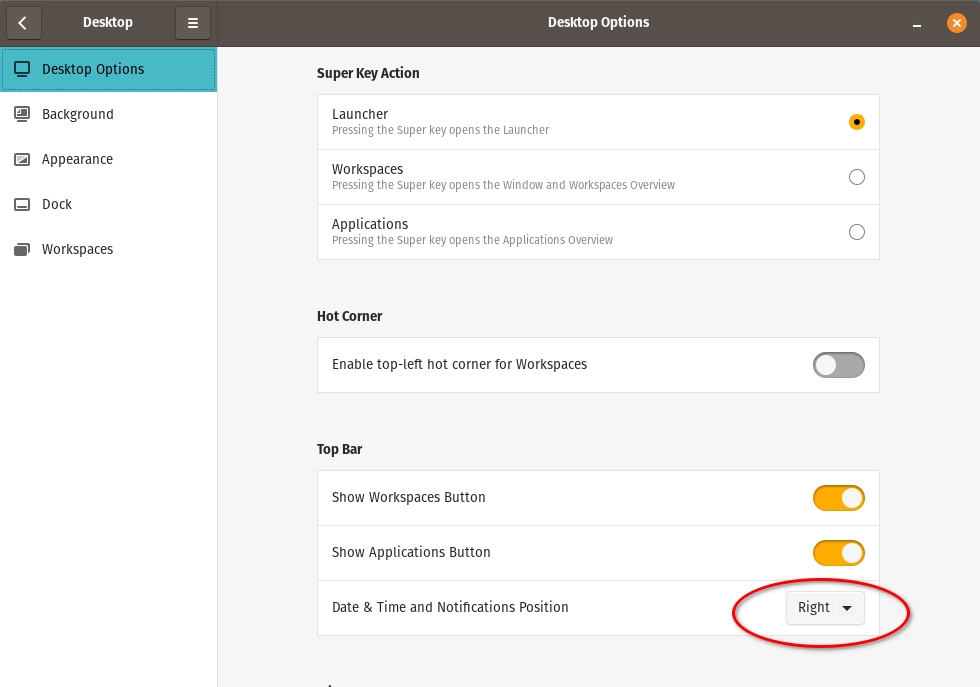 Desktop
Desktop Options
Desktop Options
Background
Appearance
Dock
Workspaces
Super Key Action
Launcher
Pressing the Super key opens the Launcher
Workspaces
Pressing the Super key opens the Window and Workspaces Overview
Applications
Pressing the Super key opens the Applications Overview
Hot Corner
Enable top-left hot corner for Workspaces
Top Bar
Show Workspaces Button
Show Applications Button
Date & Time and Notifications Position
Right